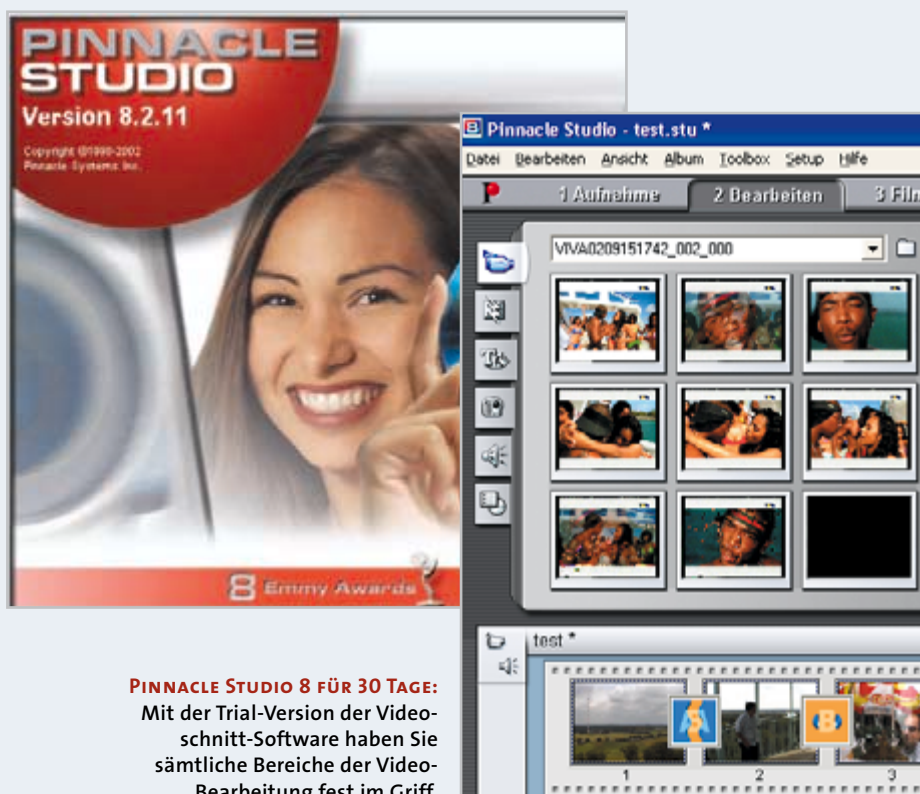 PINNACLE
STUDIO
Version 8.2.11
Copyright ©1990-2002
Pinnacle Systems Inc.
8 Emmy Awards
Pinnacle Studio - test.stu *
Datei Bearbeiten Ansicht Album Toolbox Setup Hilfe
1 Aufnahme 2 Bearbeiten 3 Film
VIVA0209151742_002_000
test *
A B
1 2 3
PINNACLE STUDIO 8 FÜR 30 TAGE:
Mit der Trial-Version der Video-
schnitt-Software haben Sie
sämtliche Bereiche der Video-
Bearbeitung fest im Griff.